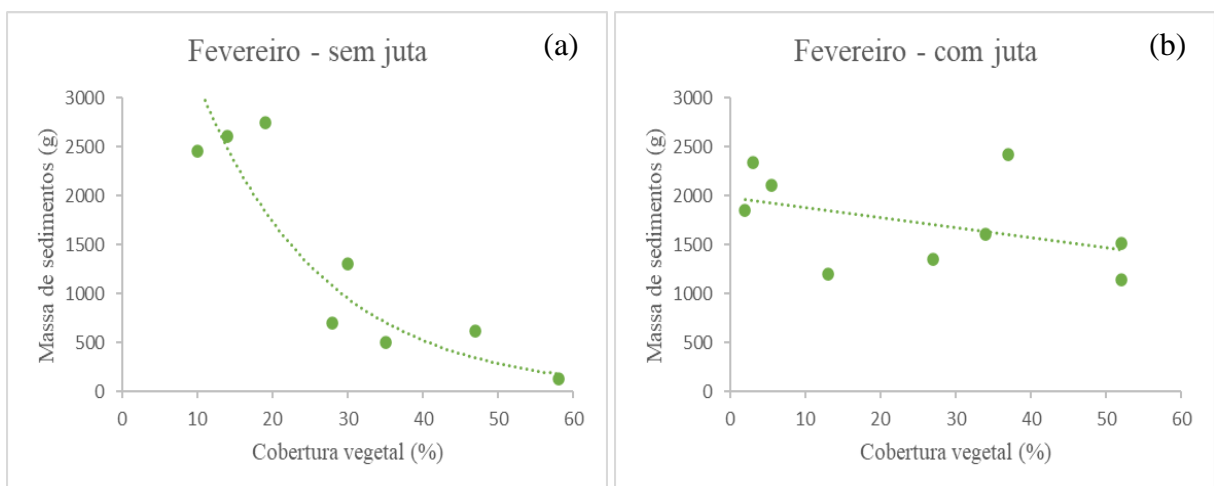 Fevereiro - sem juta
(a)
Massa de sedimentos (g)
3000
2500
2000
1500
1000
500
0
0 10 20 30 40 50 60
Cobertura vegetal (%)
Fevereiro - com juta
(b)
Massa de sedimentos (g)
3000
2500
2000
1500
1000
500
0
0 10 20 30 40 50 60
Cobertura vegetal (%)